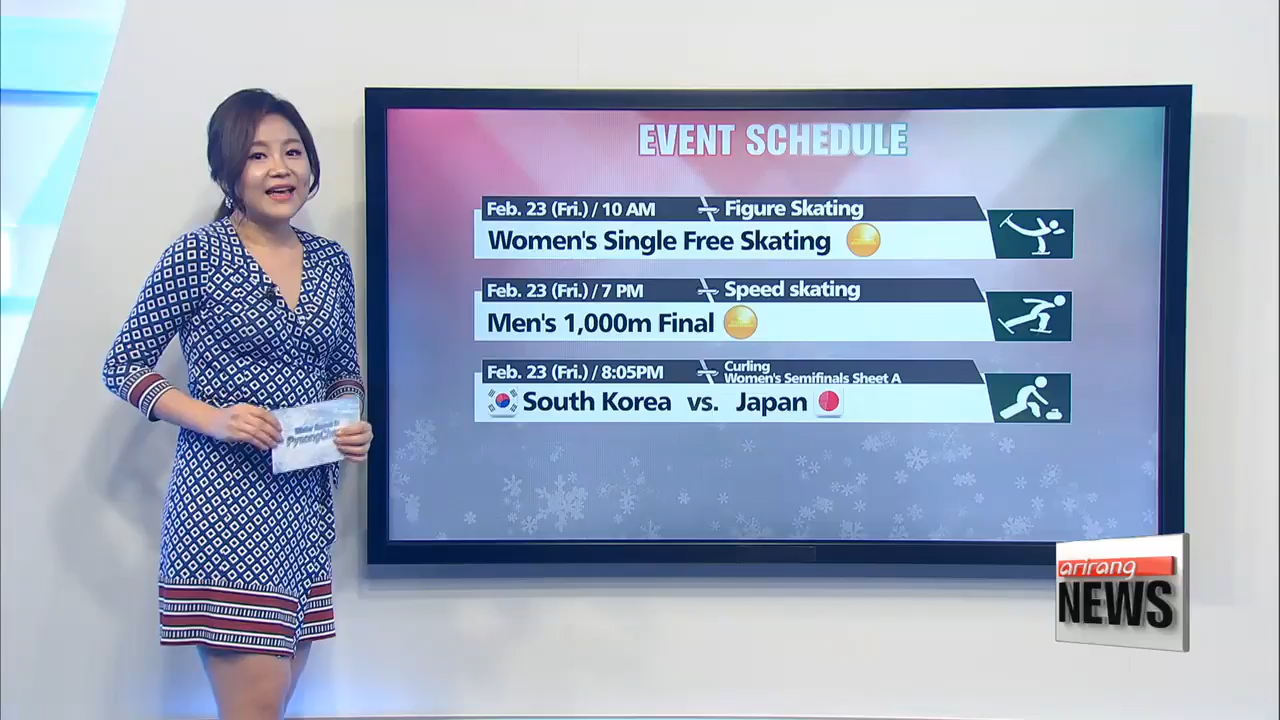 EVENT SCHEDULE
Feb. 23 (Fri.) / 10 AM Figure Skating
Women's Single Free Skating
Feb. 23 (Fri.) / 7 PM Speed skating
Men's 1,000m Final
Feb. 23 (Fri.) / 8:05PM Curling
Women's Semifinals Sheet A
South Korea vs. Japan
arirang
NEWS